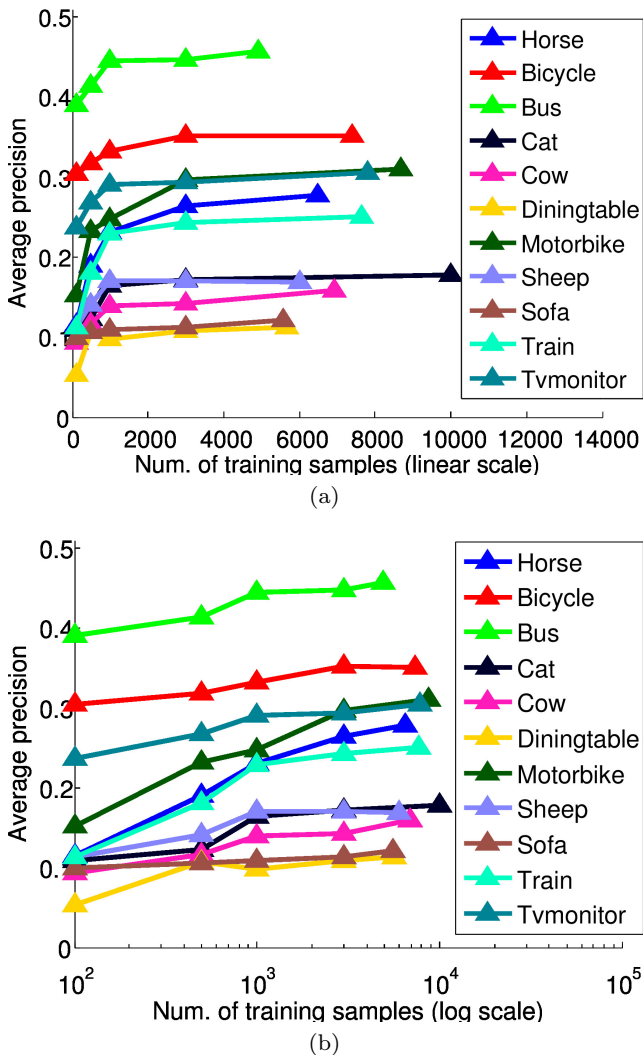 0.5
0.4
0.3
0.2
0.1
0
Average precision
0 2000 4000 6000 8000 10000 12000 14000
Num. of training samples (linear scale)
Horse
Bicycle
Bus
Cat
Cow
Diningtable
Motorbike
Sheep
Sofa
Train
Tvmonitor
(a)
0.5
0.4
0.3
0.2
0.
0
Average precision
10^2 10^3 10^4 10^5
Num. of training samples (log scale)
Horse
Bicycle
Bus
Cat
Cow
Diningtable
Motorbike
Sheep
Sofa
Train
Tvmonitor
(b)